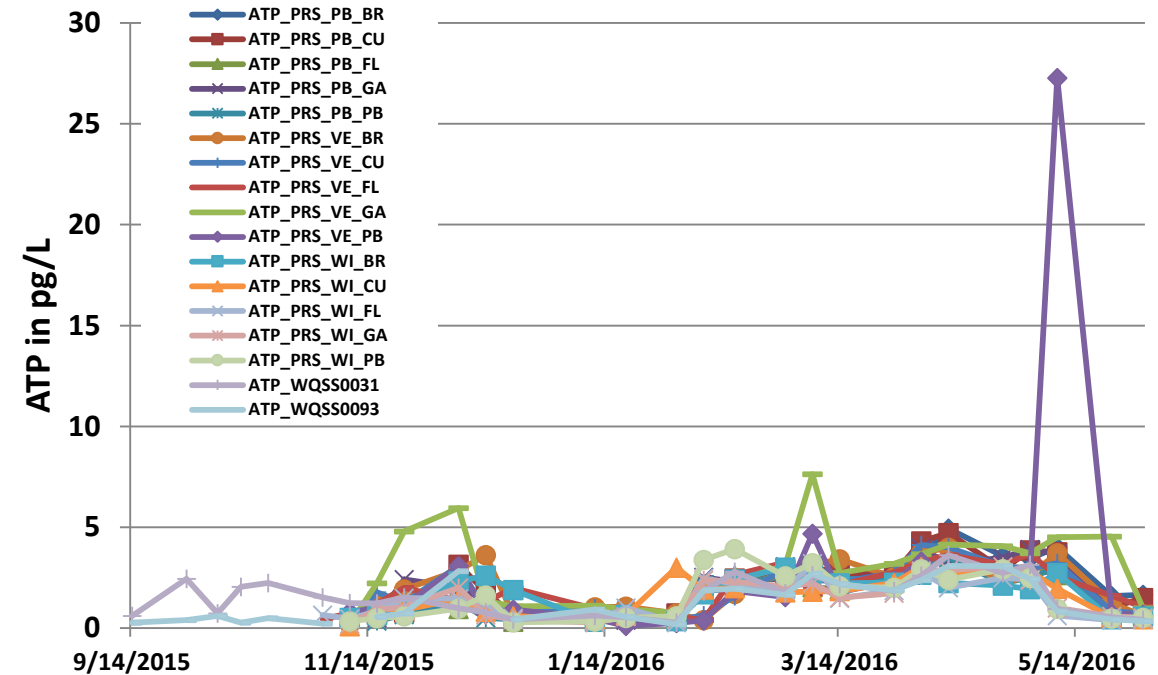 ATP in pg/L
30
25
20
15
10
5
0
ATP_PRS_PB_BR
ATP_PRS_PB_CU
ATP_PRS_PB_FL
ATP_PRS_PB_GA
ATP_PRS_PB_PB
ATP_PRS_VE_BR
ATP_PRS_VE_CU
ATP_PRS_VE_FL
ATP_PRS_VE_GA
ATP_PRS_VE_PB
ATP_PRS_WI_BR
ATP_PRS_WI_CU
ATP_PRS_WI_FL
ATP_PRS_WI_GA
ATP_PRS_WI_PB
ATP_WQSS0031
ATP_WQSS0093
9/14/2015 11/14/2015 1/14/2016 3/14/2016 5/14/2016